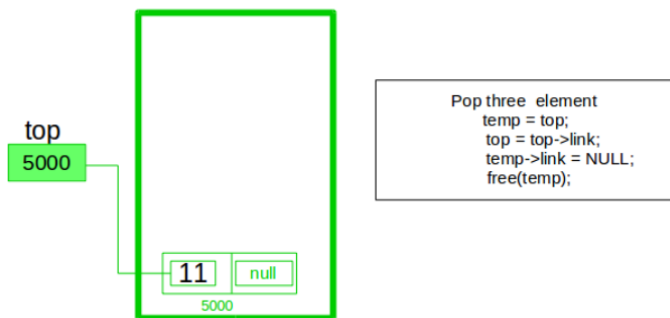 top
5000
11
null
5000
Pop three element
temp = top;
top = top->link;
temp->link = NULL;
free(temp);